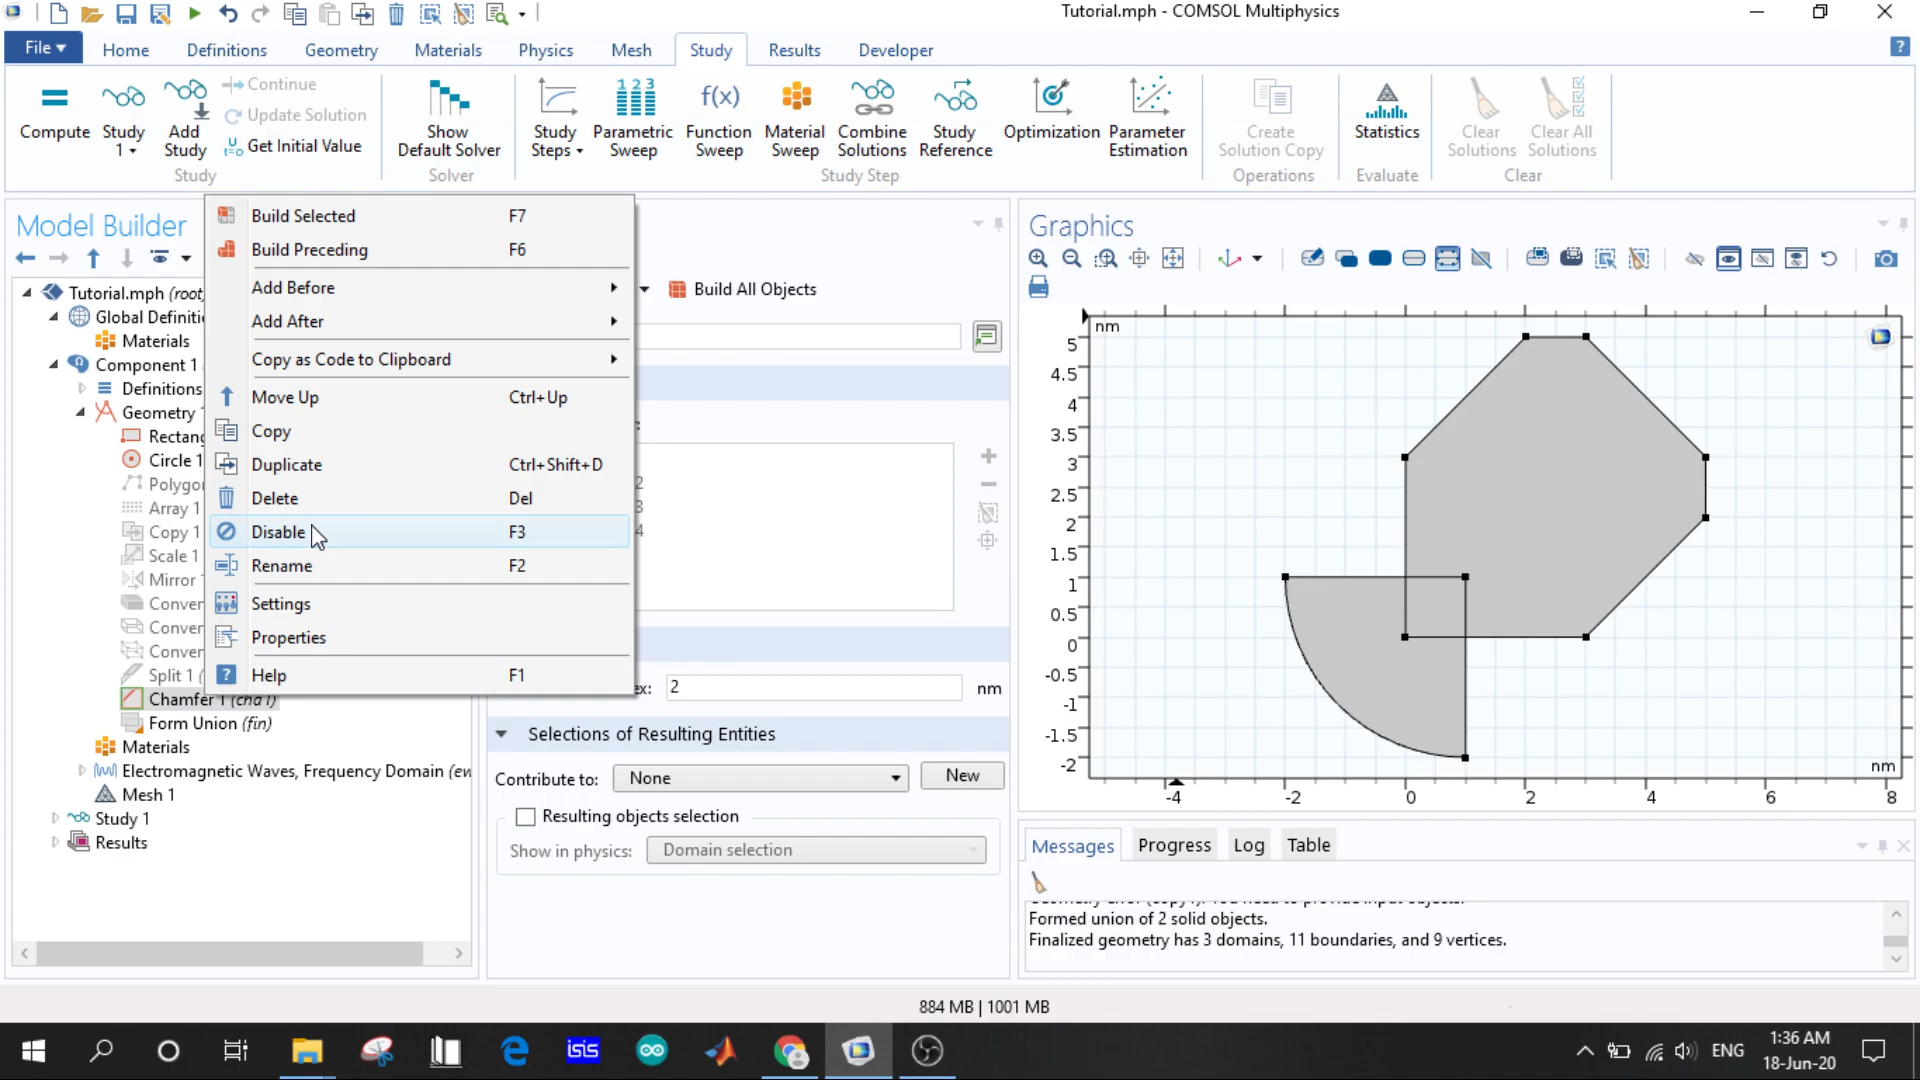 Tutorial.mph - COMSOL Multiphysics
File Home Definitions Geometry Materials Physics Mesh Study Results Developer
Compute
Study 1
Add Study
Continue
Update Solution
Get Initial Value
Study
Show Default Solver
Solver
Study Steps
Parametric Sweep
Function Sweep
Material Sweep
Combine Solutions
Study Reference
Optimization
Parameter Estimation
Study Step
Create Solution Copy
Operations
Statistics
Evaluate
Clear Solutions
Clear All Solutions
Clear
Model Builder
Tutorial.mph (root)
Global Definiti
Materials
Component 1
Definitions
Geometry
Rectang
Circle 1
Polygo
Array 1
Copy 1
Scale 1
Mirror
Conver
Conver
Conver
Split 1 (
Chamfer 1 (cha1)
Form Union (fin)
Materials
Electromagnetic Waves, Frequency Domain (ew
Mesh 1
Study 1
Results
Build Selected F7
Build Preceding F6
Add Before
Add After
Copy as Code to Clipboard
Move Up Ctrl+Up
Copy
Duplicate Ctrl+Shift+D
Delete Del
Disable F3
Rename F2
Settings
Properties
Help F1
Build All Objects
2
3
4
ex: 2 nm
Selections of Resulting Entities
Contribute to: None New
Resulting objects selection
Show in physics: Domain selection
Graphics
nm
5
4.5
4
3.5
3
2.5
2
1.5
1
0.5
0
-0.5
-1
-1.5
-2
nm
-4 -2 0 2 4 6 8
Messages Progress Log Table
Formed union of 2 solid objects.
Finalized geometry has 3 domains, 11 boundaries, and 9 vertices.
884 MB | 1001 MB
isis
ENG
1:36 AM
18-Jun-20